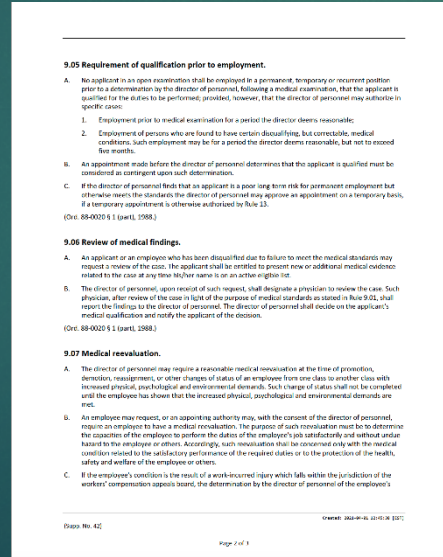 9.05 Requirement of qualification prior to employment.
A. No applicant in an open examination shall be employed in a permanent, temporary or recurrent position
prior to a determination by the director of personnel, following a medical examination, that the applicant is
qualified for the duties to be performed; provided, however, that the director of personnel may authorize in
specific cases:
1. Employment prior to medical examination for a period the director deems reasonable;
2. Employment of persons who are found to have certain disqualifying, but correctable, medical
conditions. Such employment may be for a period the director deems reasonable, but not to exceed
five months.
B. An appointment made before the director of personnel determines that the applicant is qualified must be
considered as contingent upon such determination.
C. If the director of personnel finds that an applicant is a poor long-term risk for permanent employment but
otherwise meets the standards the director of personnel may approve an appointment on a temporary basis,
if a temporary appointment is otherwise authorized by Rule 13.
(Ord. 88-0020 § 1 (part), 1988.)
9.06 Review of medical findings.
A. An applicant or an employee who has been disqualified due to failure to meet the medical standards may
request a review of the case. The applicant shall be entitled to present new or additional medical evidence
related to the case at any time his/her name is on an active eligible list.
B. The director of personnel, upon receipt of such request, shall designate a physician to review the case. Such
physician, after review of the case in light of the purpose of medical standards as stated in Rule 9.01, shall
report the findings to the director of personnel. The director of personnel shall decide on the applicant's
medical qualification and notify the applicant of the decision.
(Ord. 88-0020 § 1 (part), 1988.)
9.07 Medical reevaluation.
A. The director of personnel may require a reasonable medical reevaluation at the time of promotion,
demotion, reassignment, or other changes of status of an employee from one class to another class with
increased physical, psychological and environmental demands. Such change of status shall not be completed
until the employee has shown that the increased physical, psychological and environmental demands are
met.
B. An employee may request, or an appointing authority may, with the consent of the director of personnel,
require an employee to have a medical reevaluation. The purpose of such reevaluation must be to determine
the capacities of the employee to perform the duties of the employee's job satisfactorily and without undue
hazard to the employee or others. Accordingly, such reevaluation shall be concerned only with the medical
condition related to the satisfactory performance of the required duties or to the protection of the health,
safety and welfare of the employee or others.
C. If the employee's condition is the result of a work-incurred injury which falls within the jurisdiction of the
workers' compensation appeals board, the determination by the director of personnel of the employee's
(Supp. No. 42)
Page 2 of 3